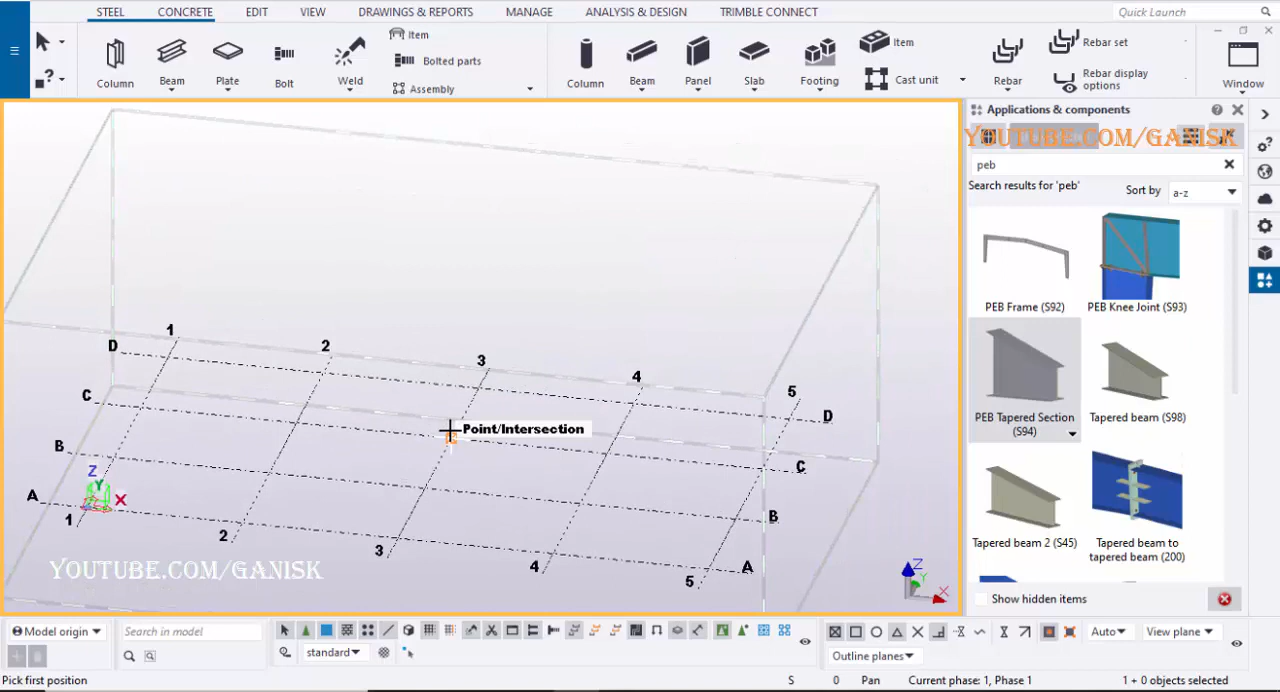 STEEL CONCRETE EDIT VIEW DRAWINGS & REPORTS MANAGE ANALYSIS & DESIGN TRIMBLE CONNECT Quick Launch
Item
Bolted parts
Assembly
Column Beam Plate Bolt Weld
Column Beam Panel Slab Footing
Item
Cast unit
Rebar
Rebar set
Rebar display
options
Window
Applications & components
YOUTUBE.COM/GANISK
peb
Search results for 'peb'
Sort by a-z
PEB Frame (S92) PEB Knee Joint (S93)
PEB Tapered Section
(S94)
Tapered beam (S98)
Tapered beam 2 (S45)
Tapered beam to
tapered beam (200)
Show hidden items
1 2 3 4 5
D D
C C
B B
A A
1 2 3 4 5
Point/Intersection
Z
Y
X
Z
Y
X
YOUTUBE.COM/GANISK
Model origin
Search in model
standard
Auto
View plane
Outline planes
Pick first position S 0 Pan Current phase: 1, Phase 1 1 + 0 objects selected